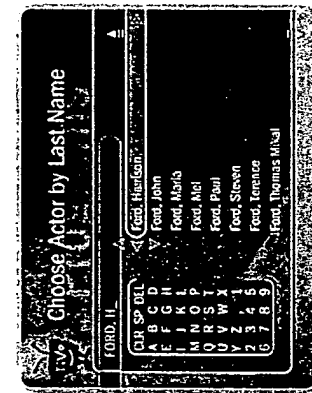 TiVo Choose Actor by Last Name
FORD, H_
CLR SP DEL
A B C D
E F G H
I J K L
M N O P
Q R S T
U V W X
Y Z 1
2 3 4 5
6 7 8 9
Ford, Harrison
Ford, John
Ford, Maria
Ford, Mel
Ford, Paul
Ford, Steven
Ford, Terence
Ford, Thomas Mikal